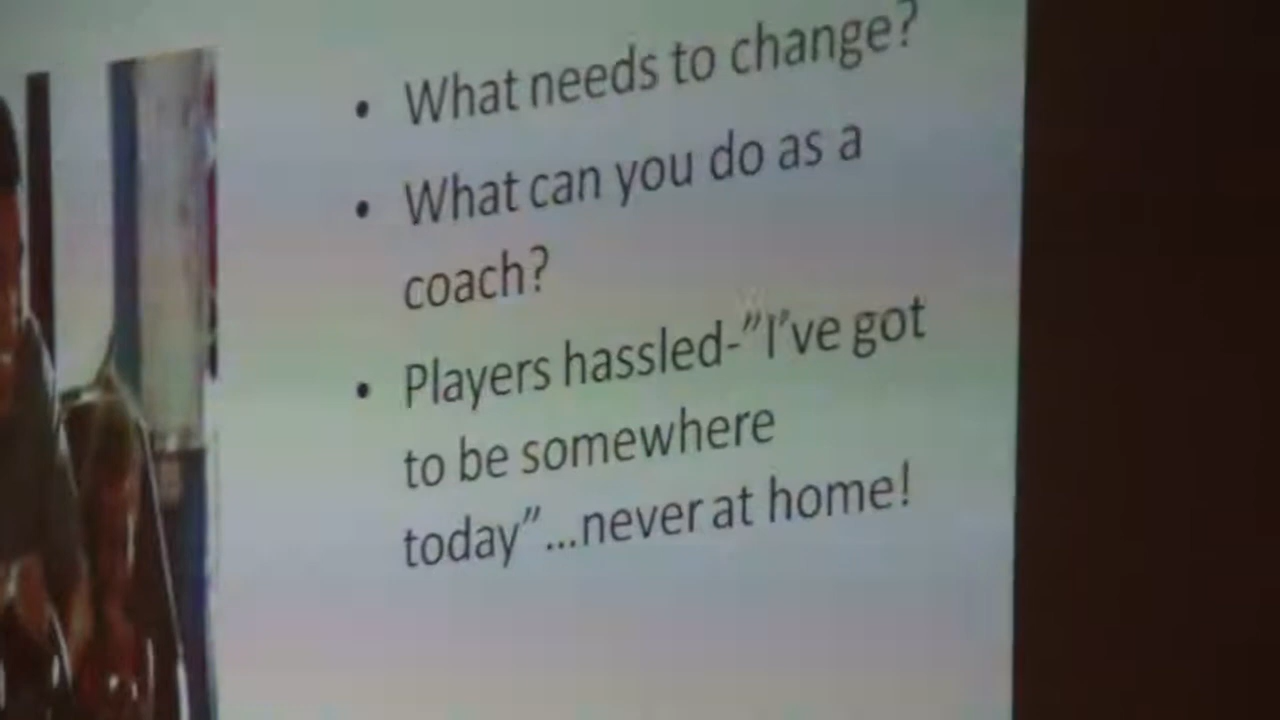 • What needs to change?
• What can you do as a
coach?
• Players hassled-”I’ve got
to be somewhere
today”...never at home!